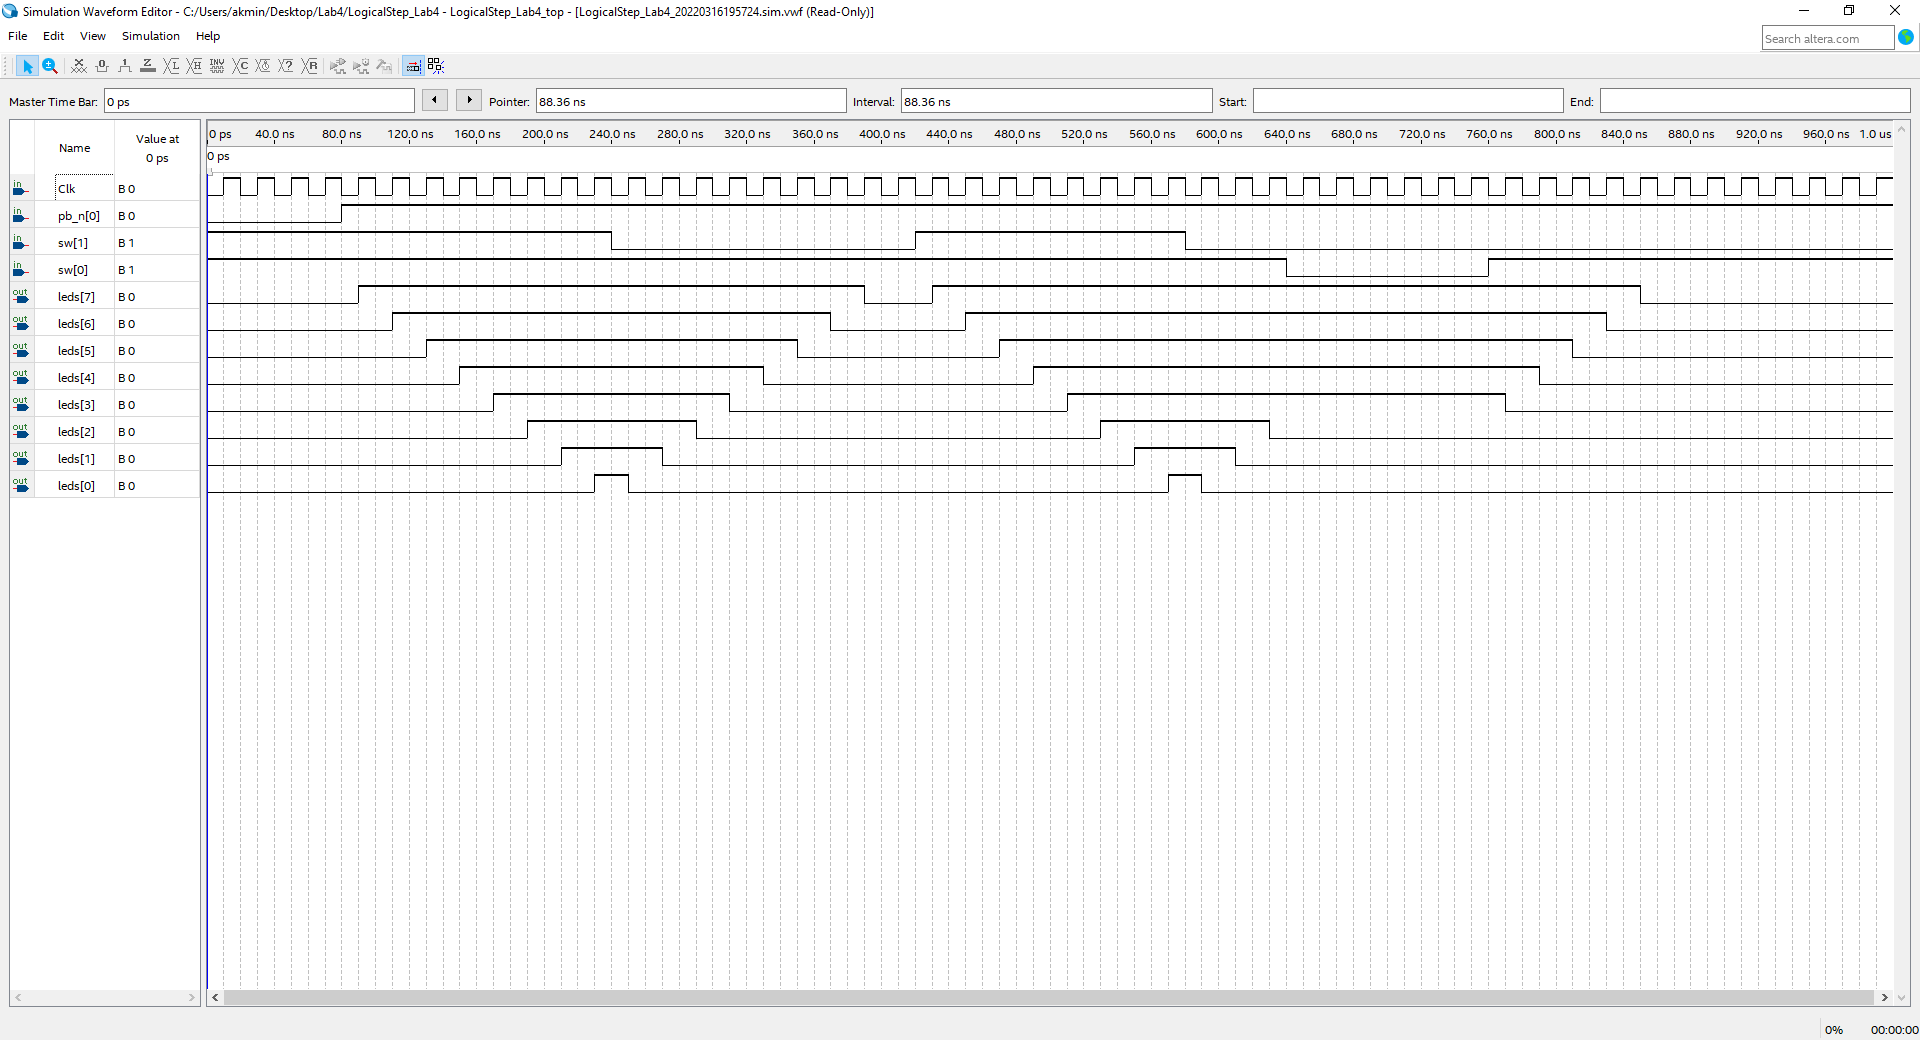 Simulation Waveform Editor - C:/Users/akmin/Desktop/Lab4/LogicalStep_Lab4 - LogicalStep_Lab4_top - [LogicalStep_Lab4_20220316195724.sim.vwf (Read-Only)]
File Edit View Simulation Help
Search altera.com
Master Time Bar: 0 ps Pointer: 88.36 ns Interval: 88.36 ns Start: End:
Name Value at 0 ps
0 ps 40.0 ns 80.0 ns 120.0 ns 160.0 ns 200.0 ns 240.0 ns 280.0 ns 320.0 ns 360.0 ns 400.0 ns 440.0 ns 480.0 ns 520.0 ns 560.0 ns 600.0 ns 640.0 ns 680.0 ns 720.0 ns 760.0 ns 800.0 ns 840.0 ns 880.0 ns 920.0 ns 960.0 ns 1.0 us
0 ps
in Clk B 0
in pb_n[0] B 0
in sw[1] B 1
in sw[0] B 1
out leds[7] B 0
out leds[6] B 0
out leds[5] B 0
out leds[4] B 0
out leds[3] B 0
out leds[2] B 0
out leds[1] B 0
out leds[0] B 0
0% 00:00:00